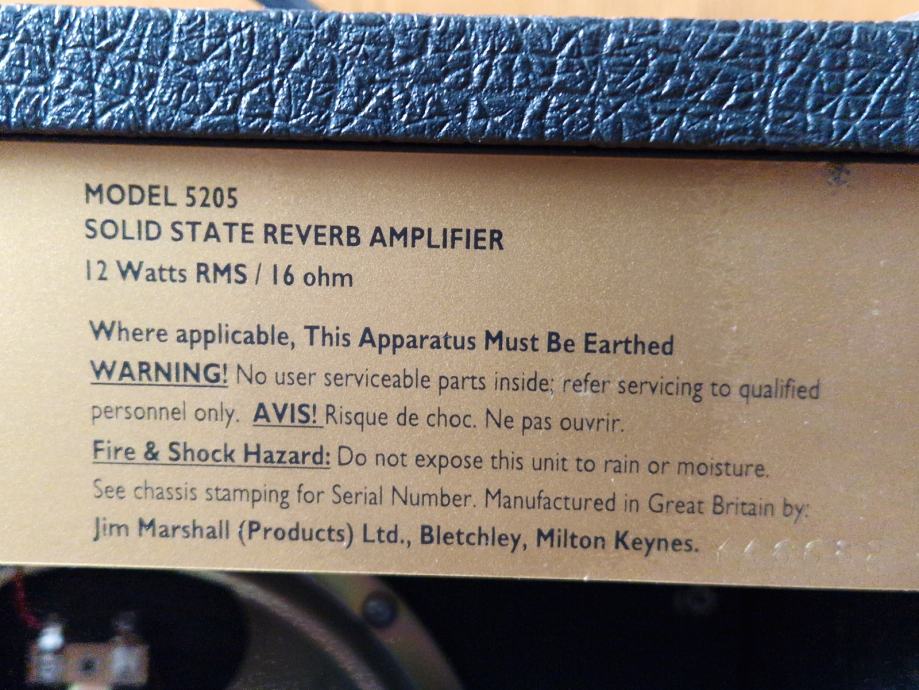 MODEL 5205
SOLID STATE REVERB AMPLIFIER
12 Watts RMS / 16 ohm
Where applicable, This Apparatus Must Be Earthed
WARNING! No user serviceable parts inside; refer servicing to qualified
personnel only. AVIS! Risque de choc. Ne pas ouvrir.
Fire & Shock Hazard: Do not expose this unit to rain or moisture.
See chassis stamping for Serial Number. Manufactured in Great Britain by:
Jim Marshall (Products) Ltd., Bletchley, Milton Keynes.